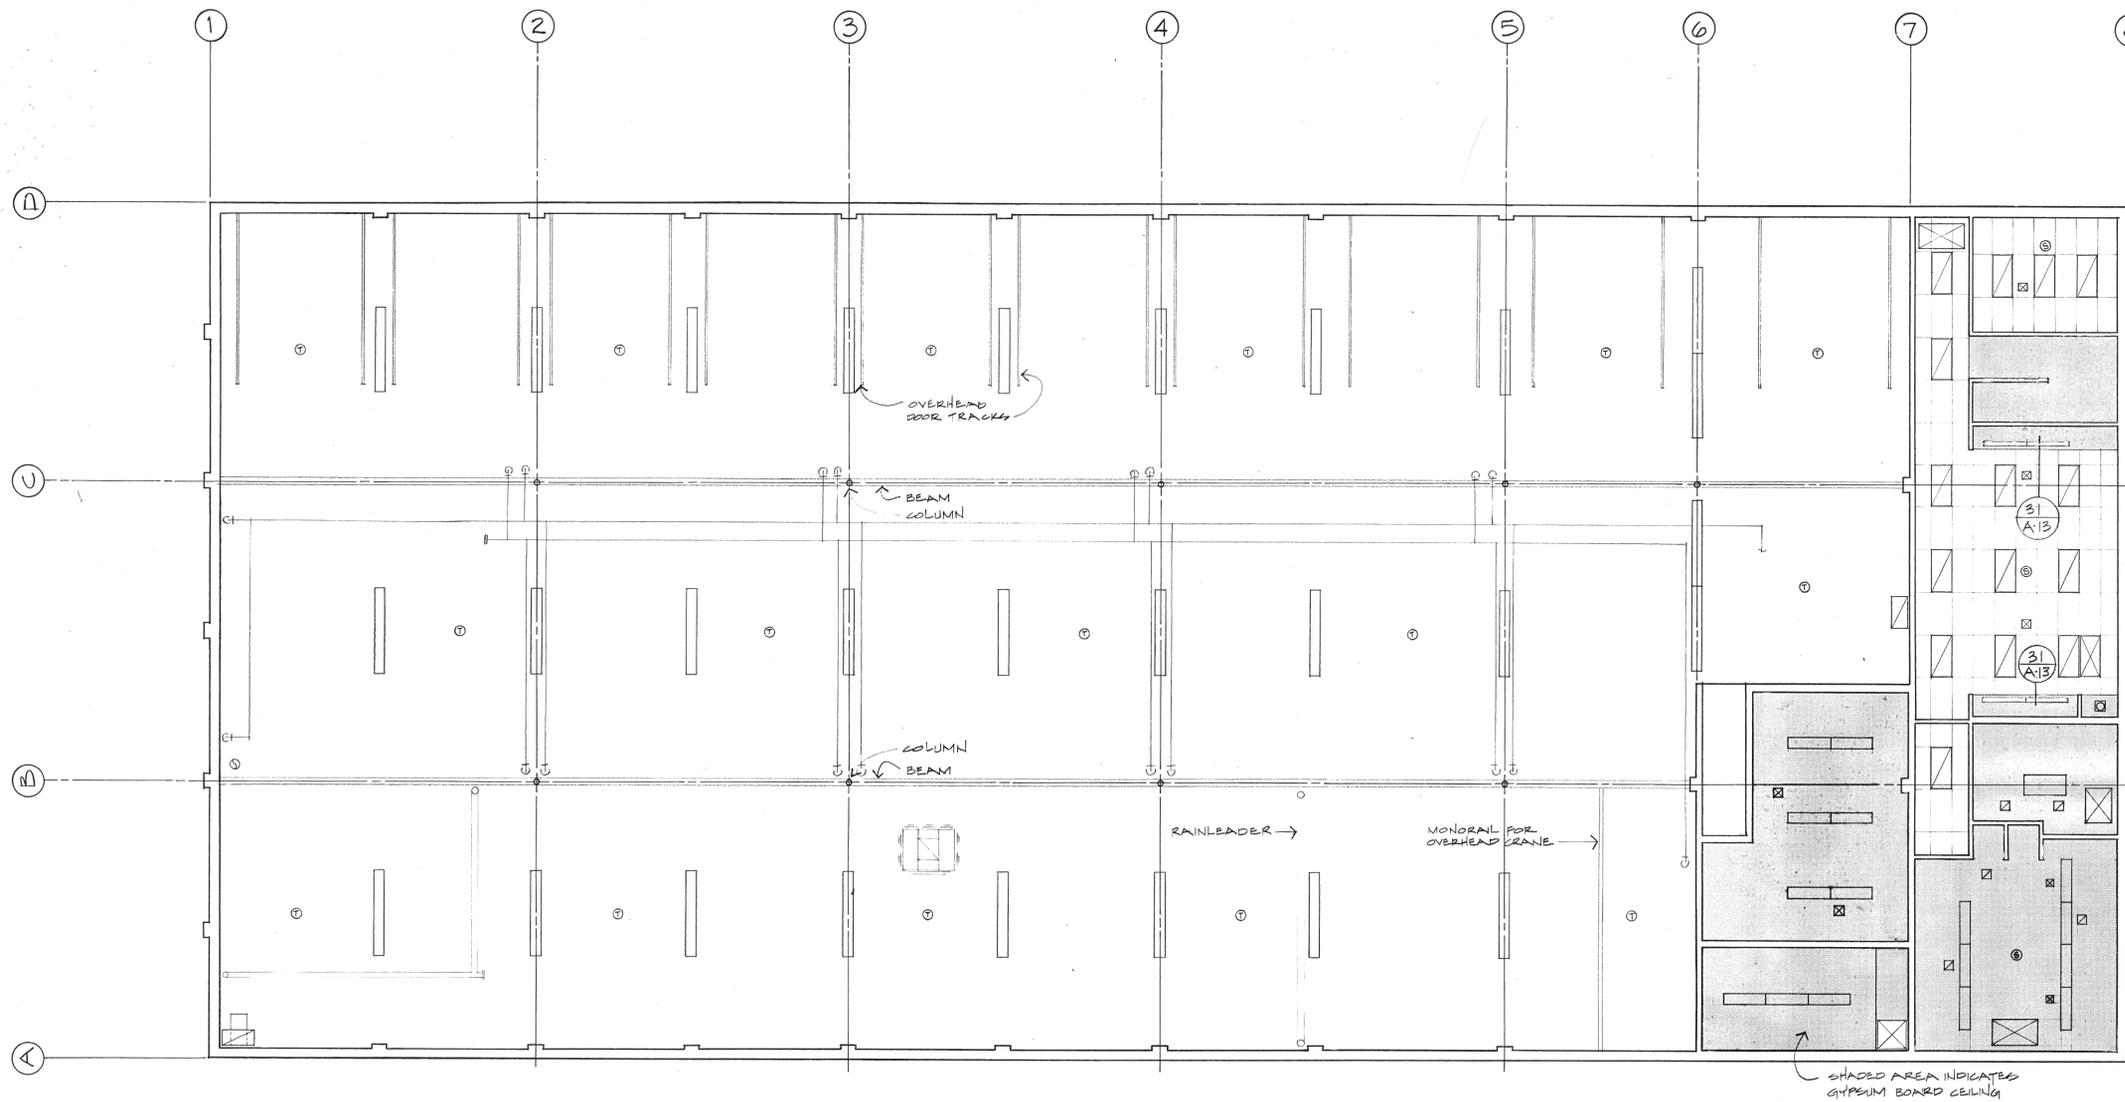 1 2 3 4 5 6 7
D
S
T T T T T T
OVERHEAD
DOOR TRACKS
C
BEAM
COLUMN
31
A-13
S
T
T T T T
31
A-13
COLUMN
BEAM
B
RAINLEADER
MONORAIL FOR
OVERHEAD CRANE
T T T T T
S
A
SHADED AREA INDICATES
GYPSUM BOARD CEILING